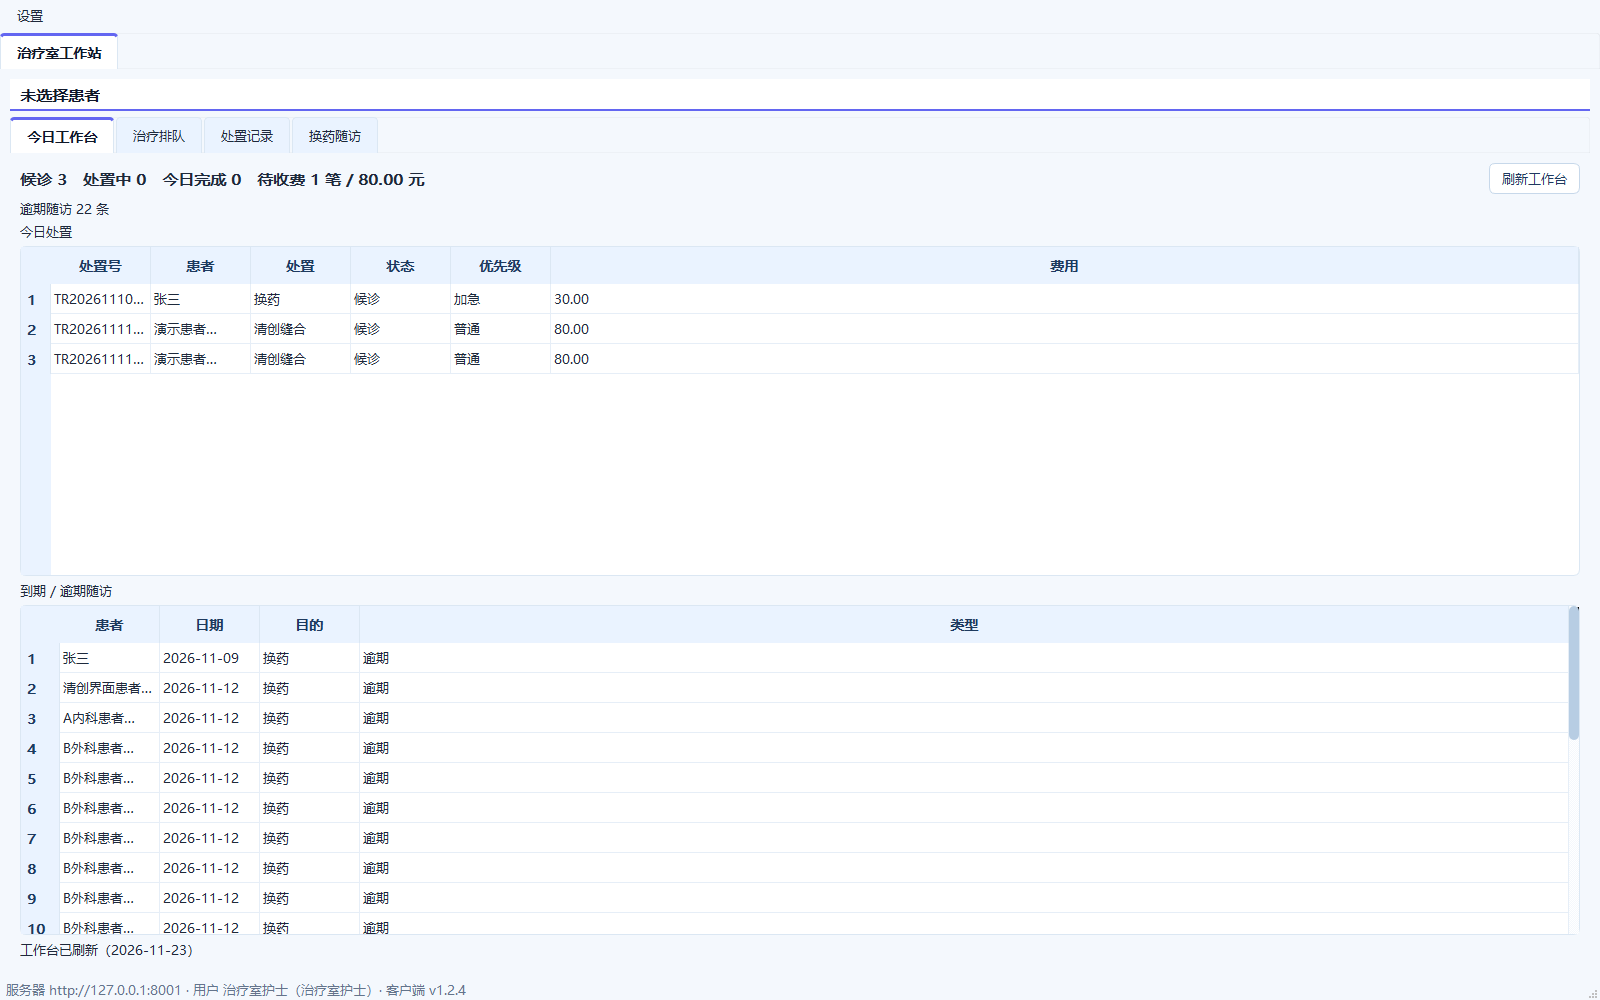 设置
治疗室工作站
未选择患者
今日工作台 治疗排队 处置记录 换药随访
候诊 3 处置中 0 今日完成 0 待收费 1 笔 / 80.00 元 刷新工作台
逾期随访 22 条
今日处置
处置号 患者 处置 状态 优先级 费用
1 TR20261110... 张三 换药 候诊 加急 30.00
2 TR20261111... 演示患者... 清创缝合 候诊 普通 80.00
3 TR20261111... 演示患者... 清创缝合 候诊 普通 80.00
到期 / 逾期随访
患者 日期 目的 类型
1 张三 2026-11-09 换药 逾期
2 清创界面患者... 2026-11-12 换药 逾期
3 A内科患者... 2026-11-12 换药 逾期
4 B外科患者... 2026-11-12 换药 逾期
5 B外科患者... 2026-11-12 换药 逾期
6 B外科患者... 2026-11-12 换药 逾期
7 B外科患者... 2026-11-12 换药 逾期
8 B外科患者... 2026-11-12 换药 逾期
9 B外科患者... 2026-11-12 换药 逾期
10 B外科患者... 2026-11-12 换药 逾期
工作台已刷新（2026-11-23）
服务器 http://127.0.0.1:8001 · 用户 治疗室护士（治疗室护士）· 客户端 v1.2.4